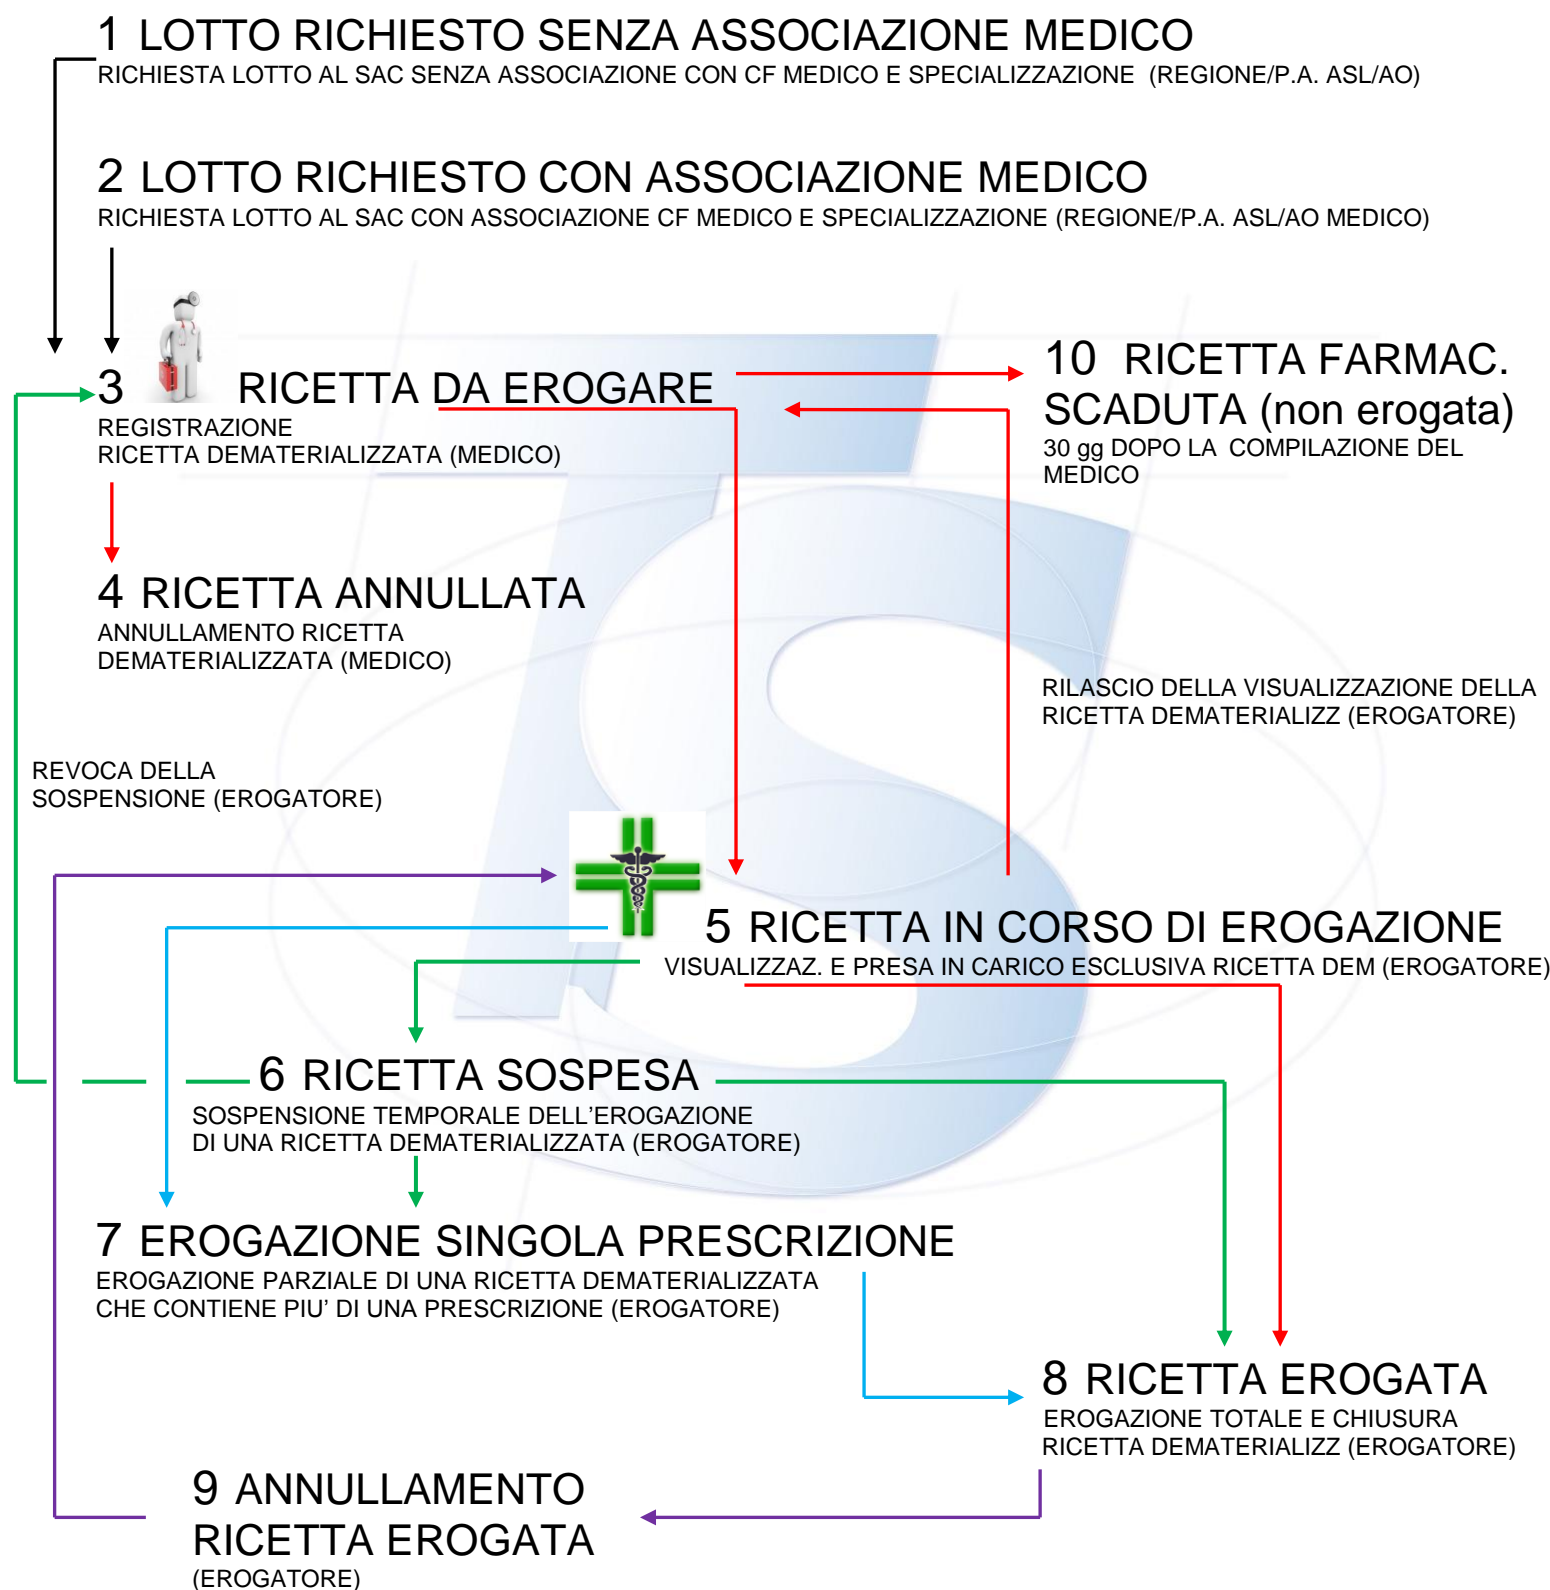 1 LOTTO RICHIESTO SENZA ASSOCIAZIONE MEDICO
RICHIESTA LOTTO AL SAC SENZA ASSOCIAZIONE CON CF MEDICO E SPECIALIZZAZIONE (REGIONE/P.A. ASL/AO)
2 LOTTO RICHIESTO CON ASSOCIAZIONE MEDICO
RICHIESTA LOTTO AL SAC CON ASSOCIAZIONE CF MEDICO E SPECIALIZZAZIONE (REGIONE/P.A. ASL/AO MEDICO)
3 RICETTA DA EROGARE
REGISTRAZIONE
RICETTA DEMATERIALIZZATA (MEDICO)
10 RICETTA FARMAC.
SCADUTA (non erogata)
30 gg DOPO LA COMPILAZIONE DEL
MEDICO
4 RICETTA ANNULLATA
ANNULLAMENTO RICETTA
DEMATERIALIZZATA (MEDICO)
RILASCIO DELLA VISUALIZZAZIONE DELLA
RICETTA DEMATERIALIZZ (EROGATORE)
REVOCA DELLA
SOSPENSIONE (EROGATORE)
5 RICETTA IN CORSO DI EROGAZIONE
VISUALIZZAZ. E PRESA IN CARICO ESCLUSIVA RICETTA DEM (EROGATORE)
6 RICETTA SOSPESA
SOSPENSIONE TEMPORALE DELL'EROGAZIONE
DI UNA RICETTA DEMATERIALIZZATA (EROGATORE)
7 EROGAZIONE SINGOLA PRESCRIZIONE
EROGAZIONE PARZIALE DI UNA RICETTA DEMATERIALIZZATA
CHE CONTIENE PIU' DI UNA PRESCRIZIONE (EROGATORE)
8 RICETTA EROGATA
EROGAZIONE TOTALE E CHIUSURA
RICETTA DEMATERIALIZZ (EROGATORE)
9 ANNULLAMENTO
RICETTA EROGATA
(EROGATORE)
TS